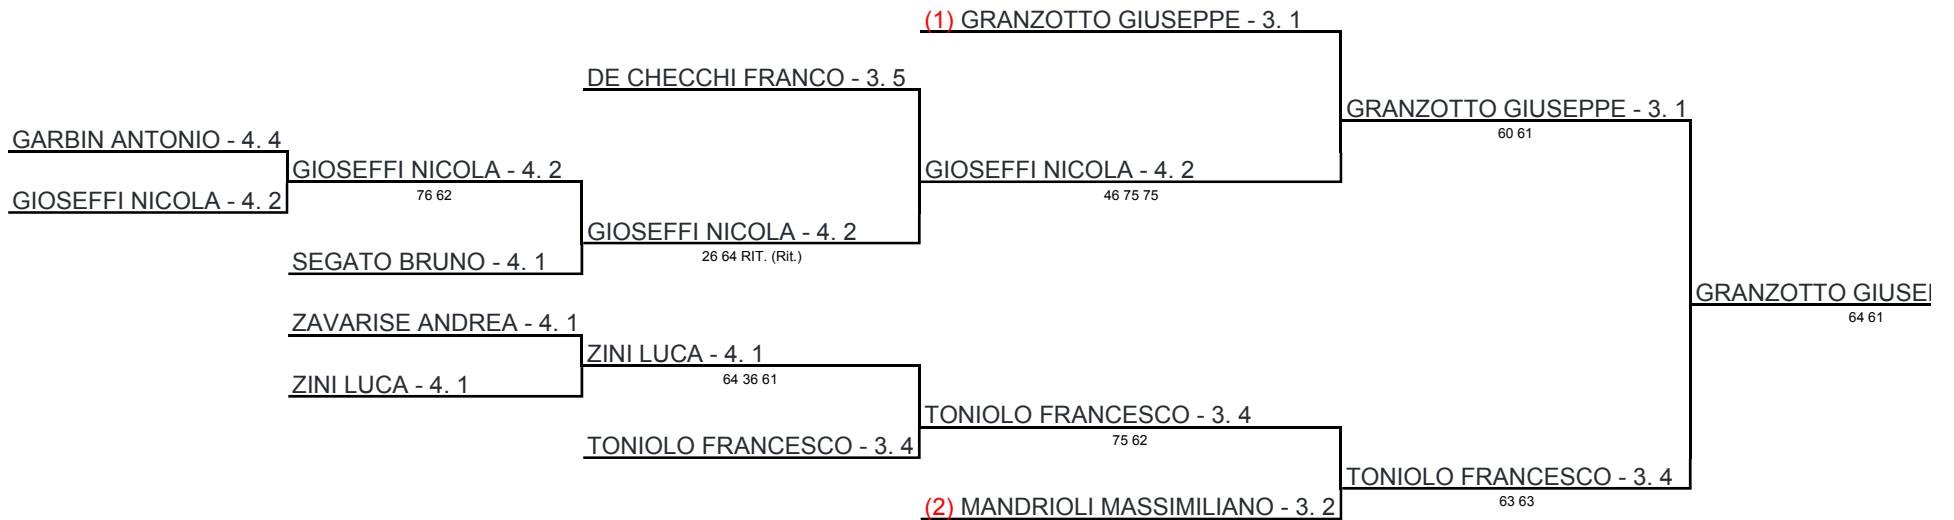 (1) GRANZOTTO GIUSEPPE - 3. 1
DE CHECCHI FRANCO - 3. 5
GRANZOTTO GIUSEPPE - 3. 1
60 61
GARBIN ANTONIO - 4. 4
GIOSEFFI NICOLA - 4. 2
76 62
GIOSEFFI NICOLA - 4. 2
46 75 75
GIOSEFFI NICOLA - 4. 2
GIOSEFFI NICOLA - 4. 2
26 64 RIT. (Rit.)
SEGATO BRUNO - 4. 1
GRANZOTTO
64 61
ZAVARISE ANDREA - 4. 1
ZINI LUCA - 4. 1
64 36 61
ZINI LUCA - 4. 1
TONIOLO FRANCESCO - 3. 4
75 62
TONIOLO FRANCESCO - 3. 4
TONIOLO FRANCESCO - 3. 4
63 63
(2) MANDRIOLI MASSIMILIANO - 3. 2